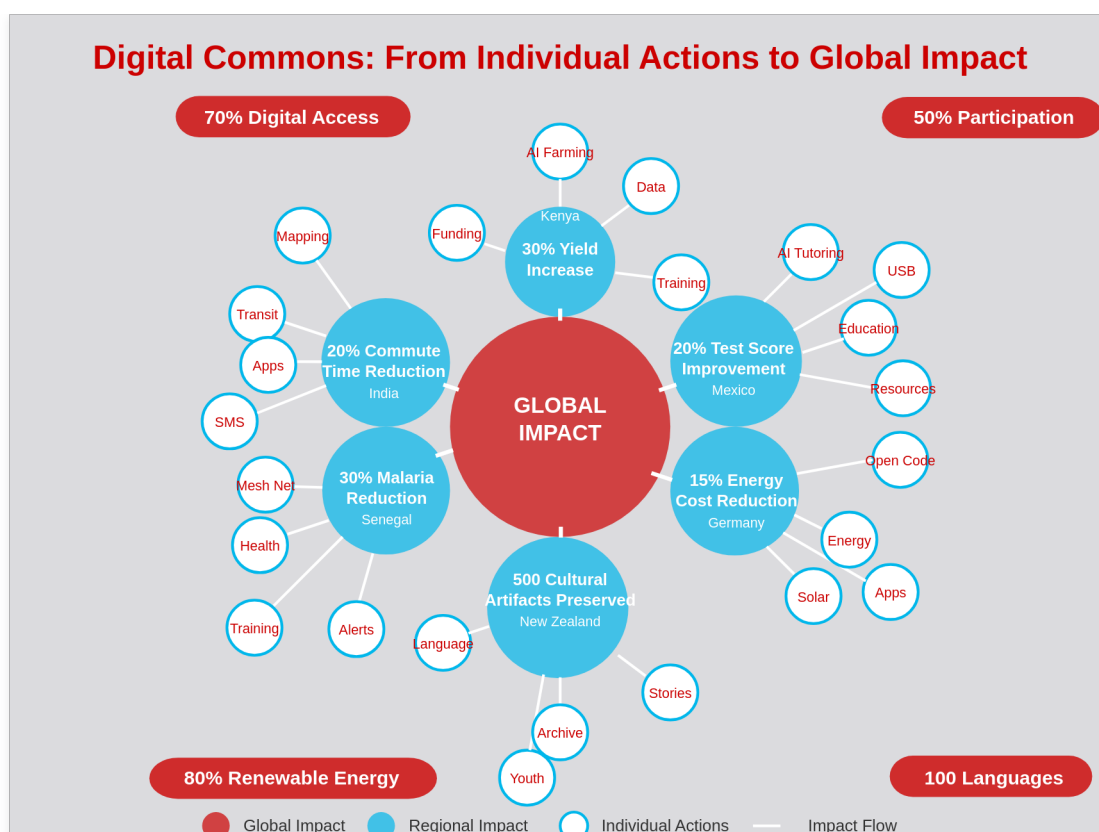 Digital Commons: From Individual Actions to Global Impact
70% Digital Access
50% Participation
AI Farming
Data
Funding
Training
Kenya
30% Yield
Increase
Mapping
Transit
Apps
SMS
20% Commute
Time Reduction
India
AI Tutoring
USB
Education
Resources
20% Test Score
Improvement
Mexico
GLOBAL
IMPACT
Mesh Net
Health
Training
Alerts
30% Malaria
Reduction
Senegal
Open Code
Energy
Apps
Solar
15% Energy
Cost Reduction
Germany
500 Cultural
Artifacts Preserved
New Zealand
Language
Stories
Archive
Youth
80% Renewable Energy
100 Languages
Global Impact
Regional Impact
Individual Actions
Impact Flow